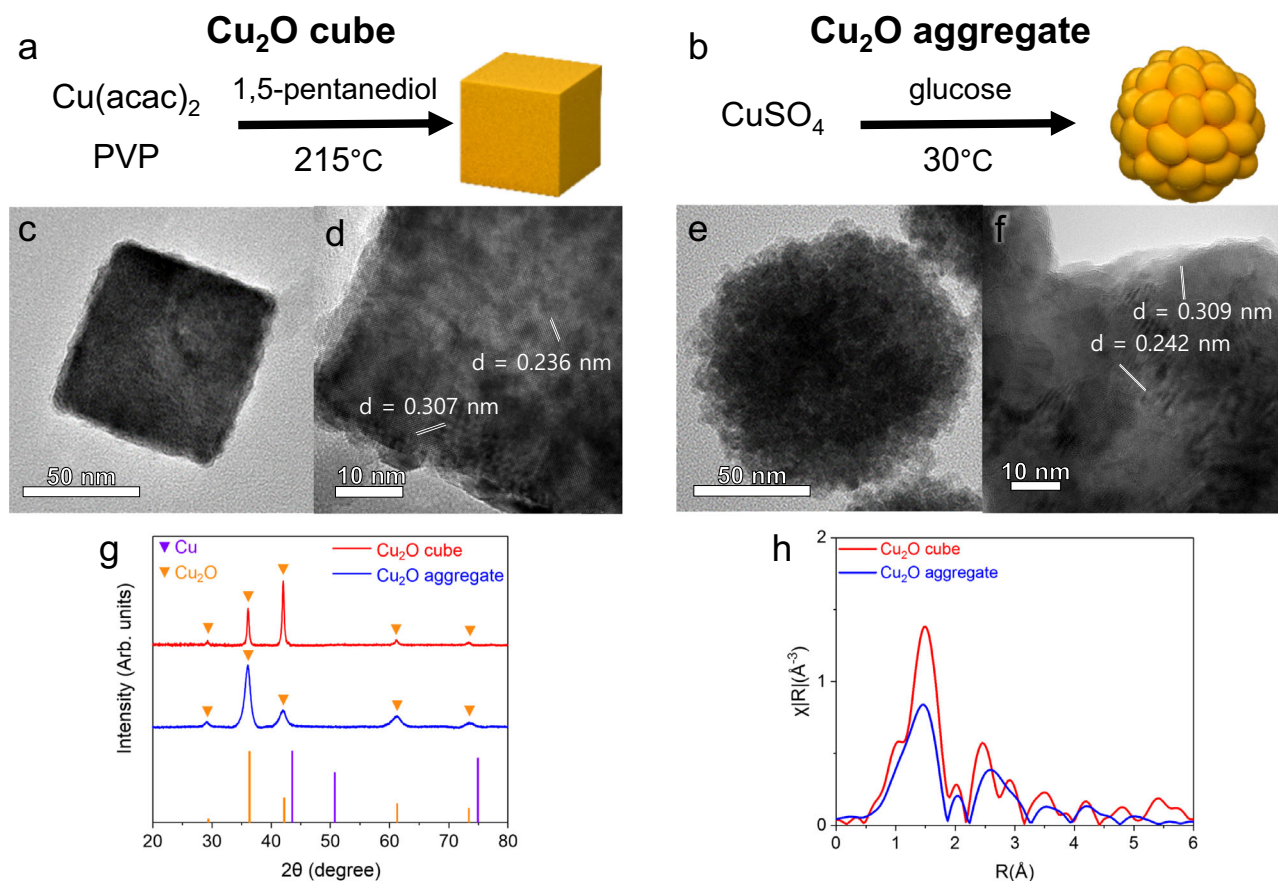 a
Cu₂O cube
Cu(acac)₂
PVP
1,5-pentanediol
215°C
b
Cu₂O aggregate
CuSO₄
glucose
30°C
c
50 nm
d
d = 0.236 nm
d = 0.307 nm
10 nm
e
50 nm
f
d = 0.309 nm
d = 0.242 nm
10 nm
g
Cu
Cu₂O
Cu₂O cube
Cu₂O aggregate
Intensity (Arb. units)
20 30 40 50 60 70 80
2θ (degree)
h
Cu₂O cube
Cu₂O aggregate
χ|R|(Å⁻³)
2
1
0
0 1 2 3 4 5 6
R(Å)